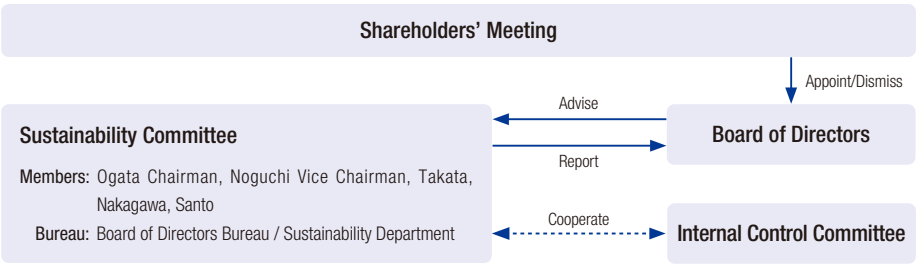 Shareholders’ Meeting
Appoint/Dismiss
Advise
Board of Directors
Report
Sustainability Committee
Members: Ogata Chairman, Noguchi Vice Chairman, Takata,
Nakagawa, Santo
Bureau: Board of Directors Bureau / Sustainability Department
Cooperate
Internal Control Committee